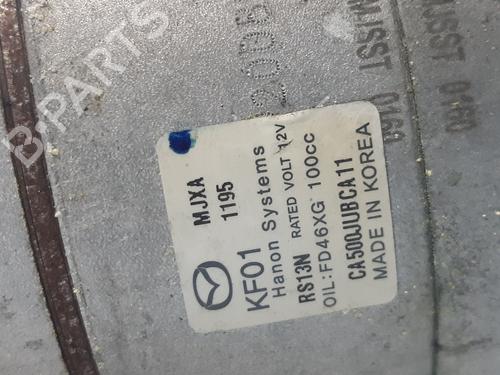 MJXA
1195
KF01
Hanon Systems
RS13N RATED VOLT 12V
OIL:FD46XG 100cc
CA500JUBCA11
MADE IN KOREA
B-PARTS